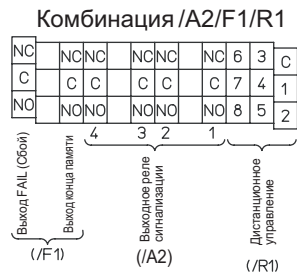 Комбинация /A2/F1/R1
NC NC NC NC NC 6 3 C
C C C C C 7 4 1
NO NO NO NO NO 8 5 2
4 3 2 1
Выход FAIL (Сбой)
Выход конца памяти
Выходное реле
сигнализации
Дистанционное
управление
(/F1)
(/A2)
(/R1)